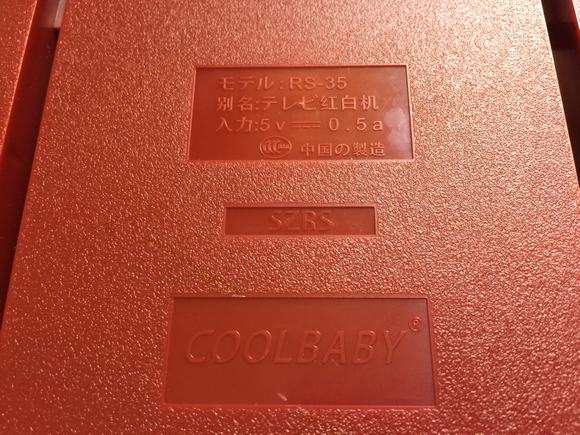 モデル:RS-35
别名:テレビ红白机
入力:5v⎓0.5a
中国の製造
SZRS
COOLBABY®